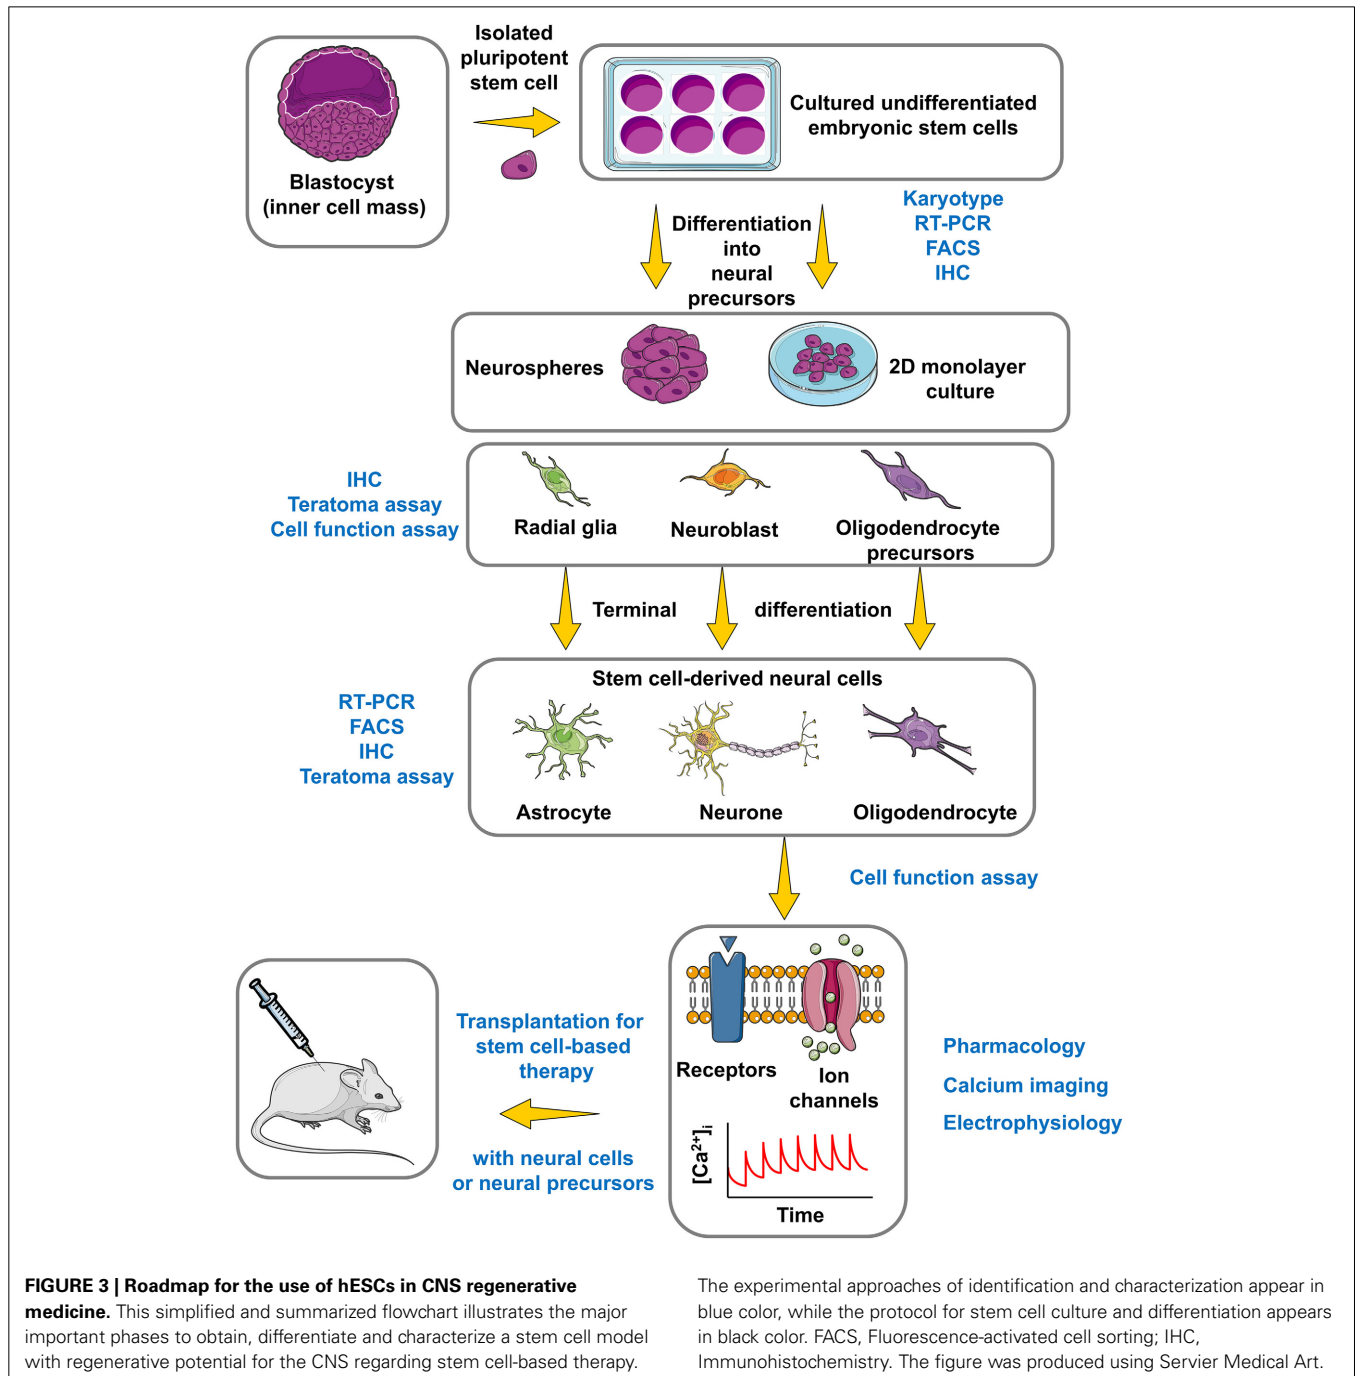 Isolated
pluripotent
stem cell
Blastocyst
(inner cell mass)
Cultured undifferentiated
embryonic stem cells
Karyotype
RT-PCR
FACS
IHC
Differentiation
into
neural
precursors
Neurospheres
2D monolayer
culture
IHC
Teratoma assay
Cell function assay
Radial glia
Neuroblast
Oligodendrocyte
precursors
Terminal differentiation
Stem cell-derived neural cells
RT-PCR
FACS
IHC
Teratoma assay
Astrocyte
Neurone
Oligodendrocyte
Cell function assay
Receptors
Ion
channels
[Ca²⁺]ᵢ
Time
Pharmacology
Calcium imaging
Electrophysiology
Transplantation for
stem cell-based
therapy
with neural cells
or neural precursors
FIGURE 3 | Roadmap for the use of hESCs in CNS regenerative
medicine. This simplified and summarized flowchart illustrates the major
important phases to obtain, differentiate and characterize a stem cell model
with regenerative potential for the CNS regarding stem cell-based therapy.
The experimental approaches of identification and characterization appear in
blue color, while the protocol for stem cell culture and differentiation appears
in black color. FACS, Fluorescence-activated cell sorting; IHC,
Immunohistochemistry. The figure was produced using Servier Medical Art.